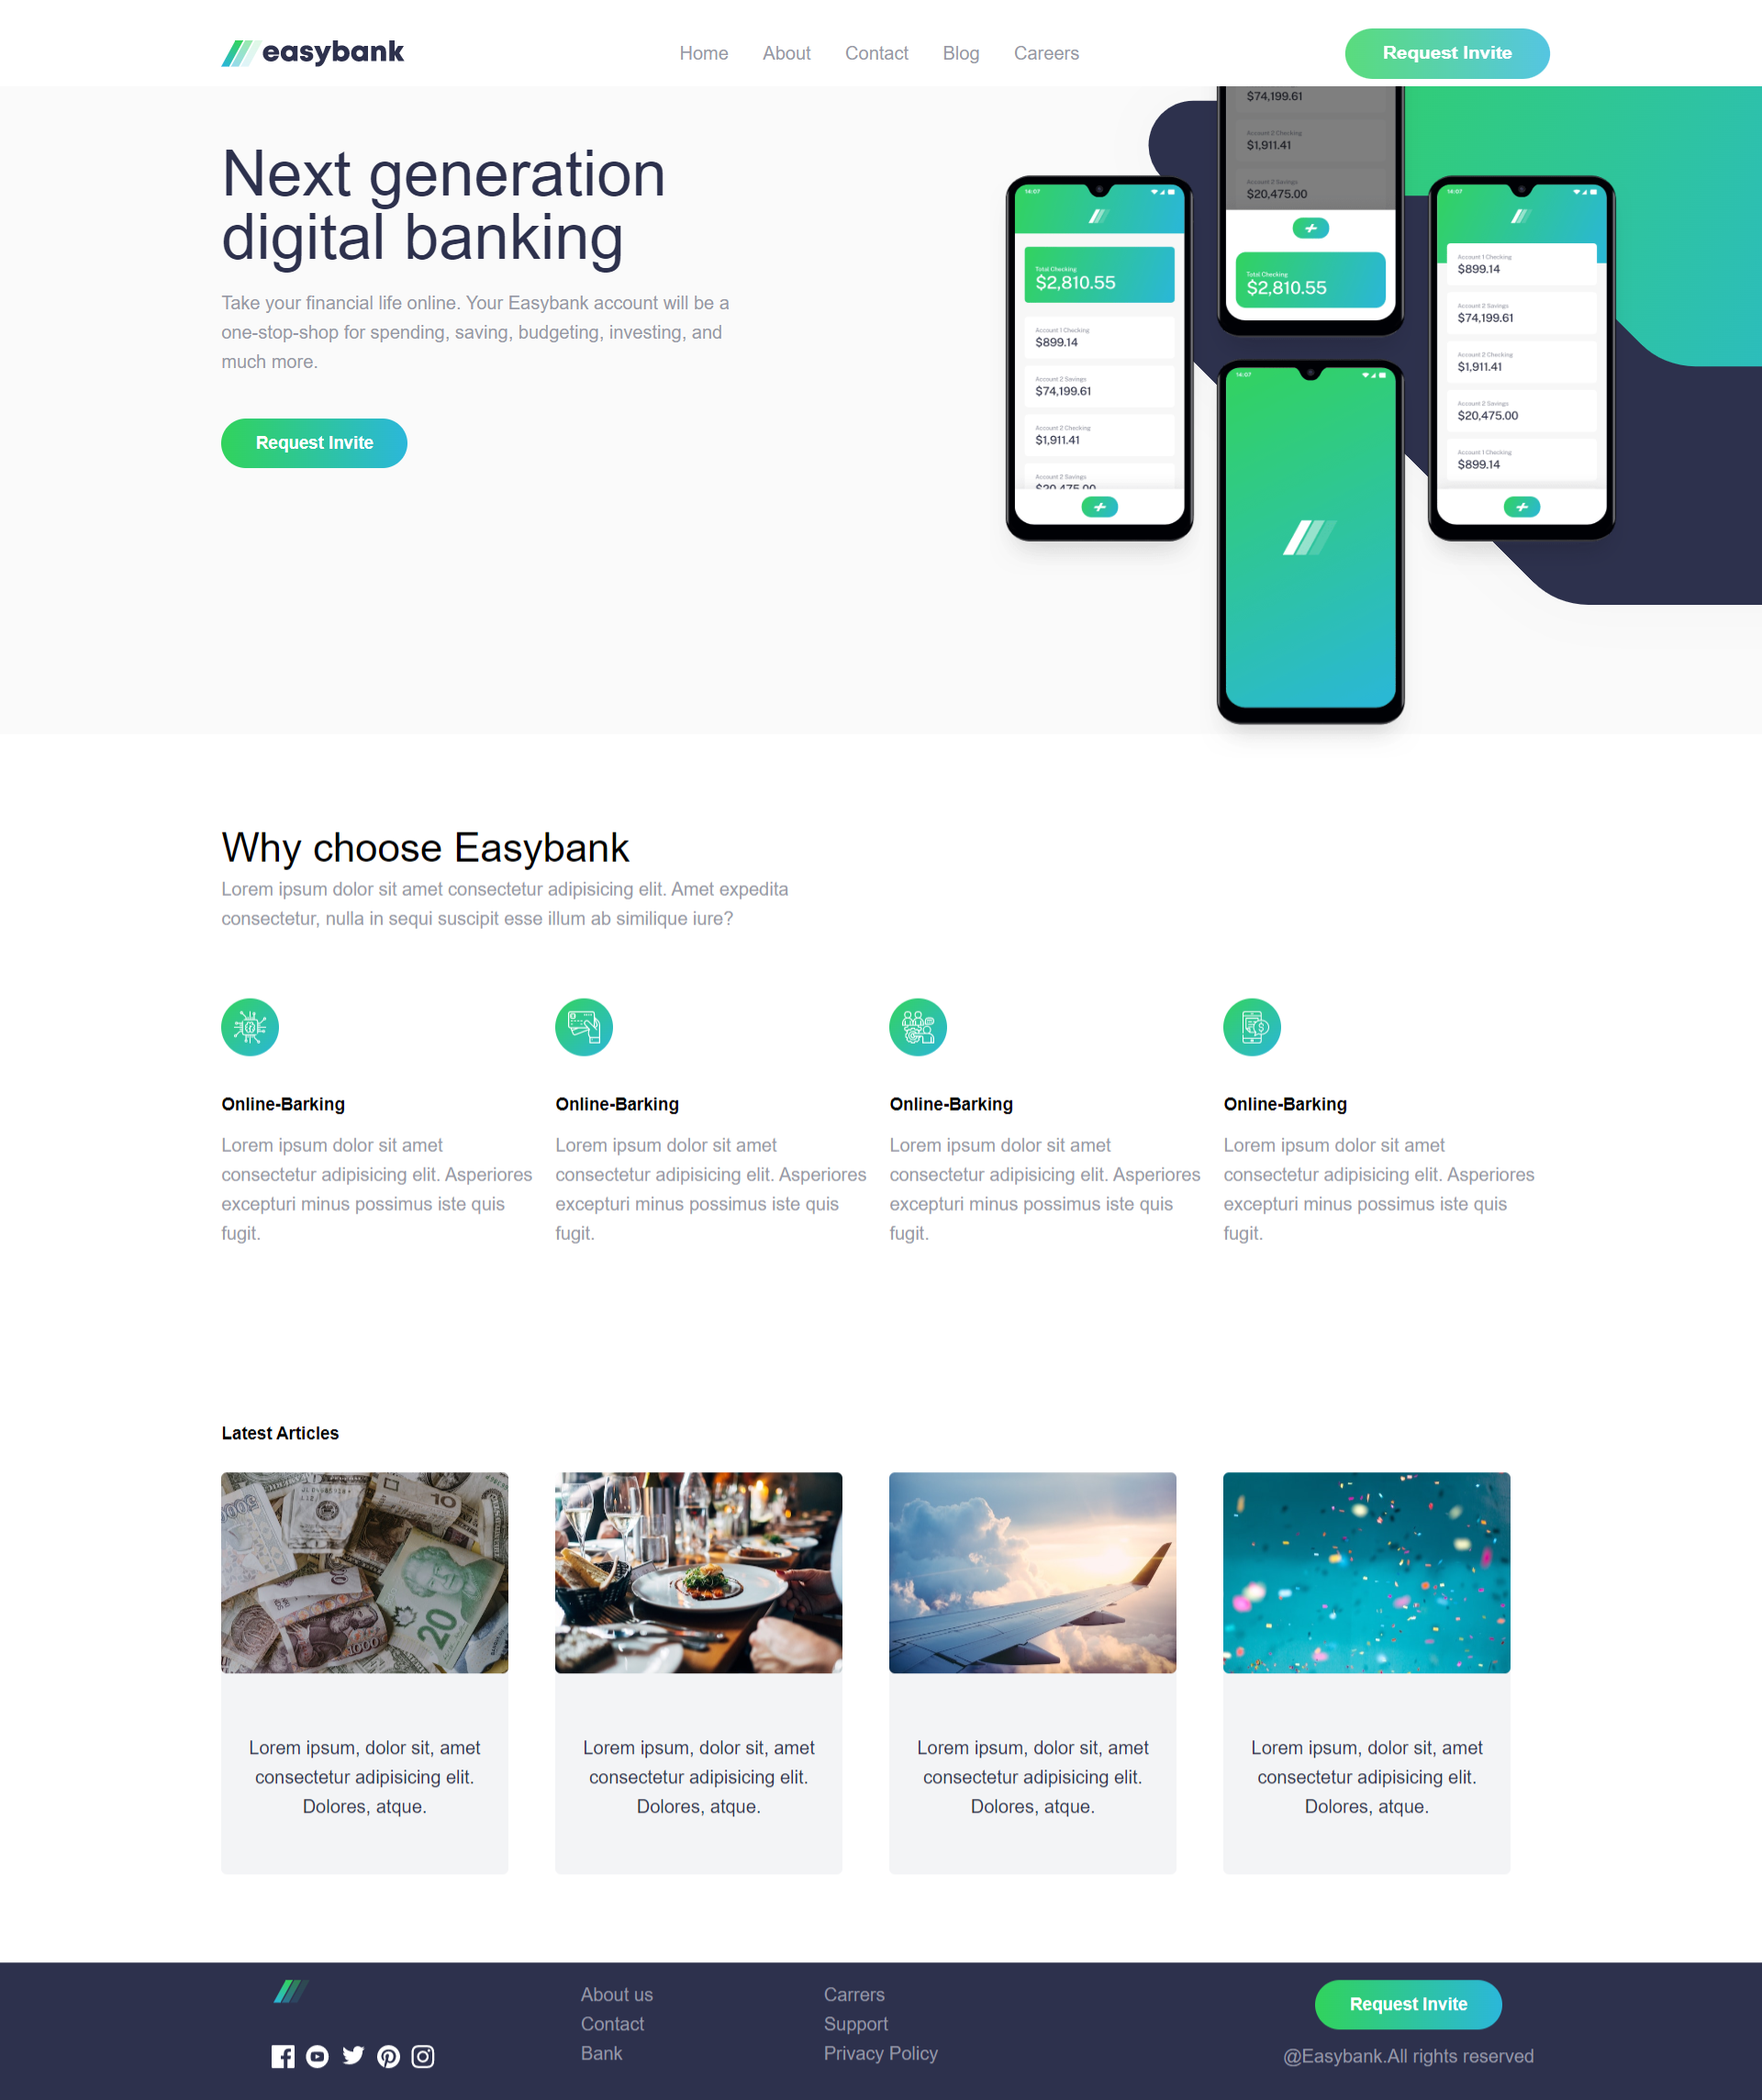 easybank
Home
About
Contact
Blog
Careers
Request Invite
Next generation
digital banking
Take your financial life online. Your Easybank account will be a
one-stop-shop for spending, saving, budgeting, investing, and
much more.
Request Invite
14:07
Total Checking
$2,810.55
Account 1 Checking
$899.14
Account 2 Savings
$74,199.61
Account 2 Checking
$1,911.41
Account 2 Savings
$20,475.00
$74,199.61
Account 2 Checking
$1,911.41
Account 2 Savings
$20,475.00
Total Checking
$2,810.55
14:07
14:07
Account 1 Checking
$899.14
Account 2 Savings
$74,199.61
Account 2 Checking
$1,911.41
Account 2 Savings
$20,475.00
Account 1 Checking
$899.14
Why choose Easybank
Lorem ipsum dolor sit amet consectetur adipisicing elit. Amet expedita
consectetur, nulla in sequi suscipit esse illum ab similique iure?
Online-Barking
Lorem ipsum dolor sit amet
consectetur adipisicing elit. Asperiores
excepturi minus possimus iste quis
fugit.
Online-Barking
Lorem ipsum dolor sit amet
consectetur adipisicing elit. Asperiores
excepturi minus possimus iste quis
fugit.
Online-Barking
Lorem ipsum dolor sit amet
consectetur adipisicing elit. Asperiores
excepturi minus possimus iste quis
fugit.
Online-Barking
Lorem ipsum dolor sit amet
consectetur adipisicing elit. Asperiores
excepturi minus possimus iste quis
fugit.
Latest Articles
10
20
1000
Lorem ipsum, dolor sit, amet
consectetur adipisicing elit.
Dolores, atque.
Lorem ipsum, dolor sit, amet
consectetur adipisicing elit.
Dolores, atque.
Lorem ipsum, dolor sit, amet
consectetur adipisicing elit.
Dolores, atque.
Lorem ipsum, dolor sit, amet
consectetur adipisicing elit.
Dolores, atque.
About us
Contact
Bank
Carrers
Support
Privacy Policy
Request Invite
@Easybank.All rights reserved